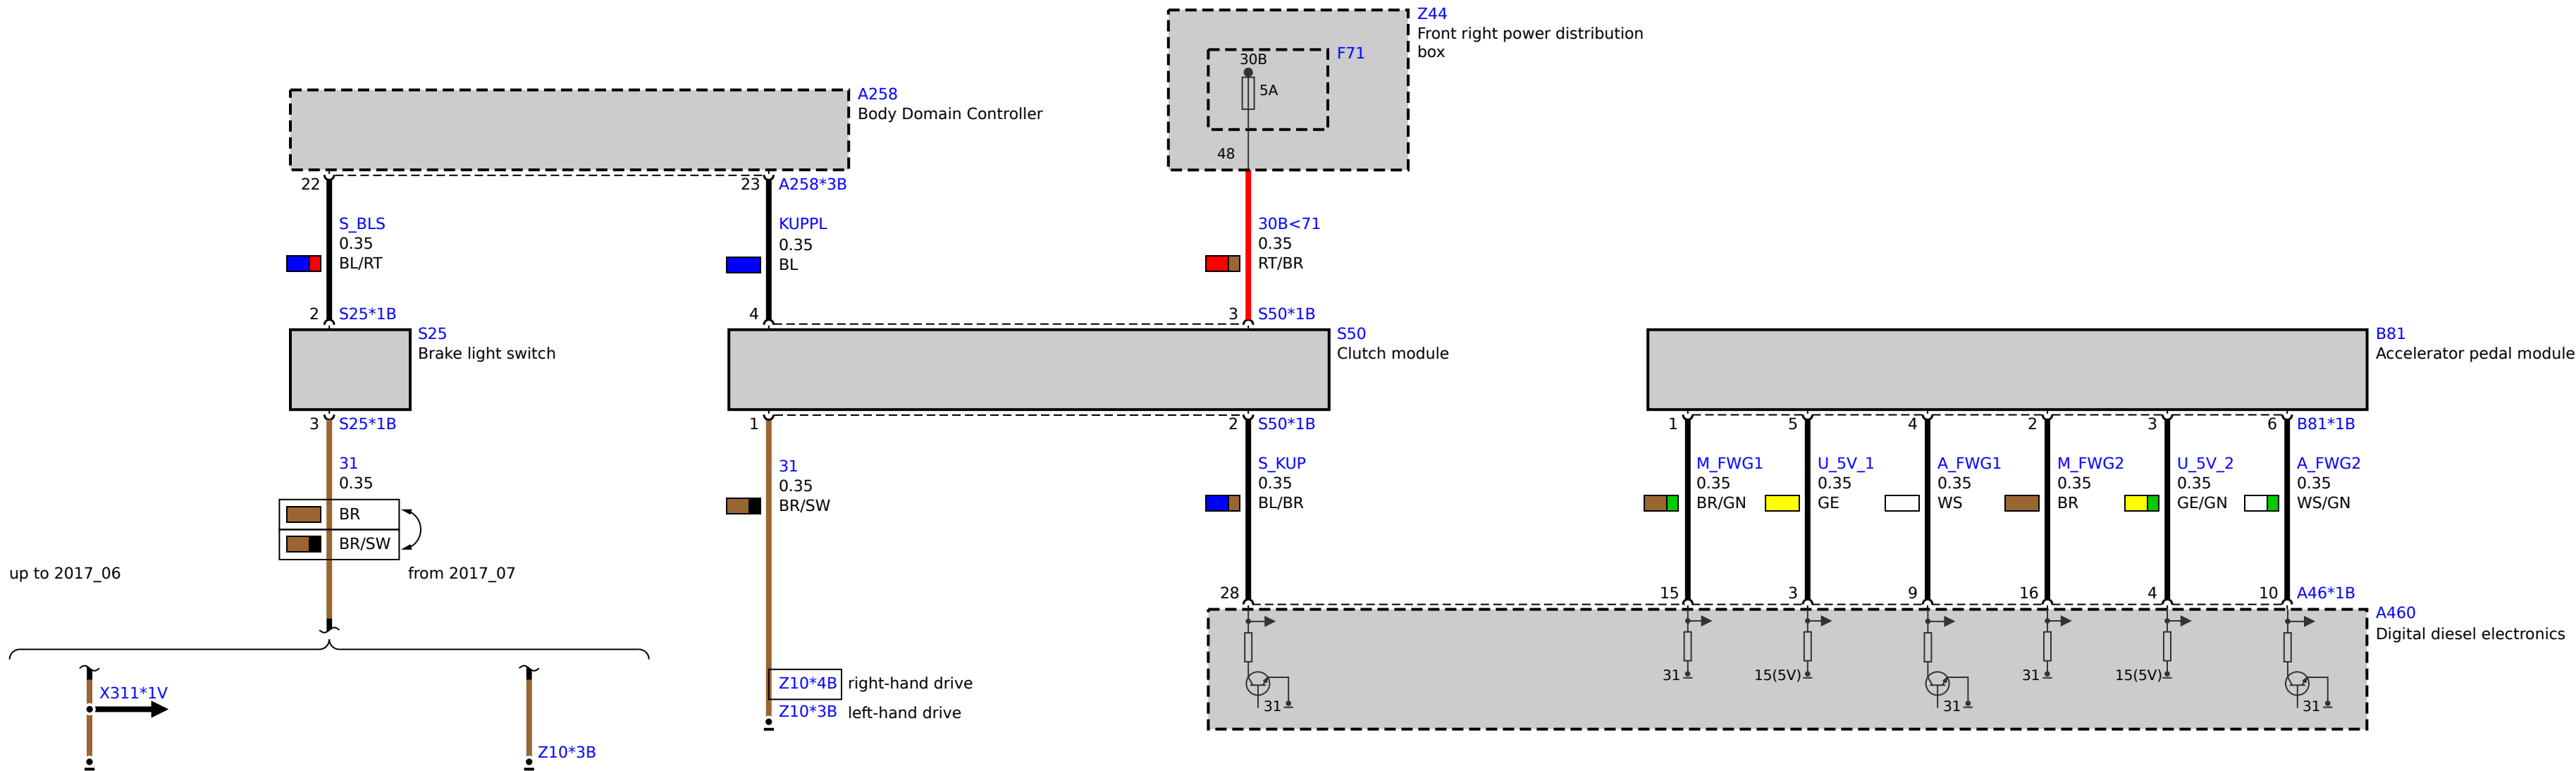 Z44
Front right power distribution
box
F71
30B
5A
48
A258
Body Domain Controller
22
23
A258*3B
S_BLS
0.35
BL/RT
KUPPL
0.35
BL
30B<71
0.35
RT/BR
2
S25*1B
4
3
S50*1B
S25
Brake light switch
S50
Clutch module
B81
Accelerator pedal module
3
S25*1B
1
2
S50*1B
1
5
4
2
3
6
B81*1B
31
0.35
BR
BR/SW
up to 2017_06
from 2017_07
31
0.35
BR/SW
S_KUP
0.35
BL/BR
M_FWG1
0.35
BR/GN
U_5V_1
0.35
GE
A_FWG1
0.35
WS
M_FWG2
0.35
BR
U_5V_2
0.35
GE/GN
A_FWG2
0.35
WS/GN
28
15
3
9
16
4
10
A46*1B
A460
Digital diesel electronics
31
15(5V)
31
15(5V)
31
31
31
X311*1V
Z10*3B
Z10*4B
right-hand drive
Z10*3B
left-hand drive